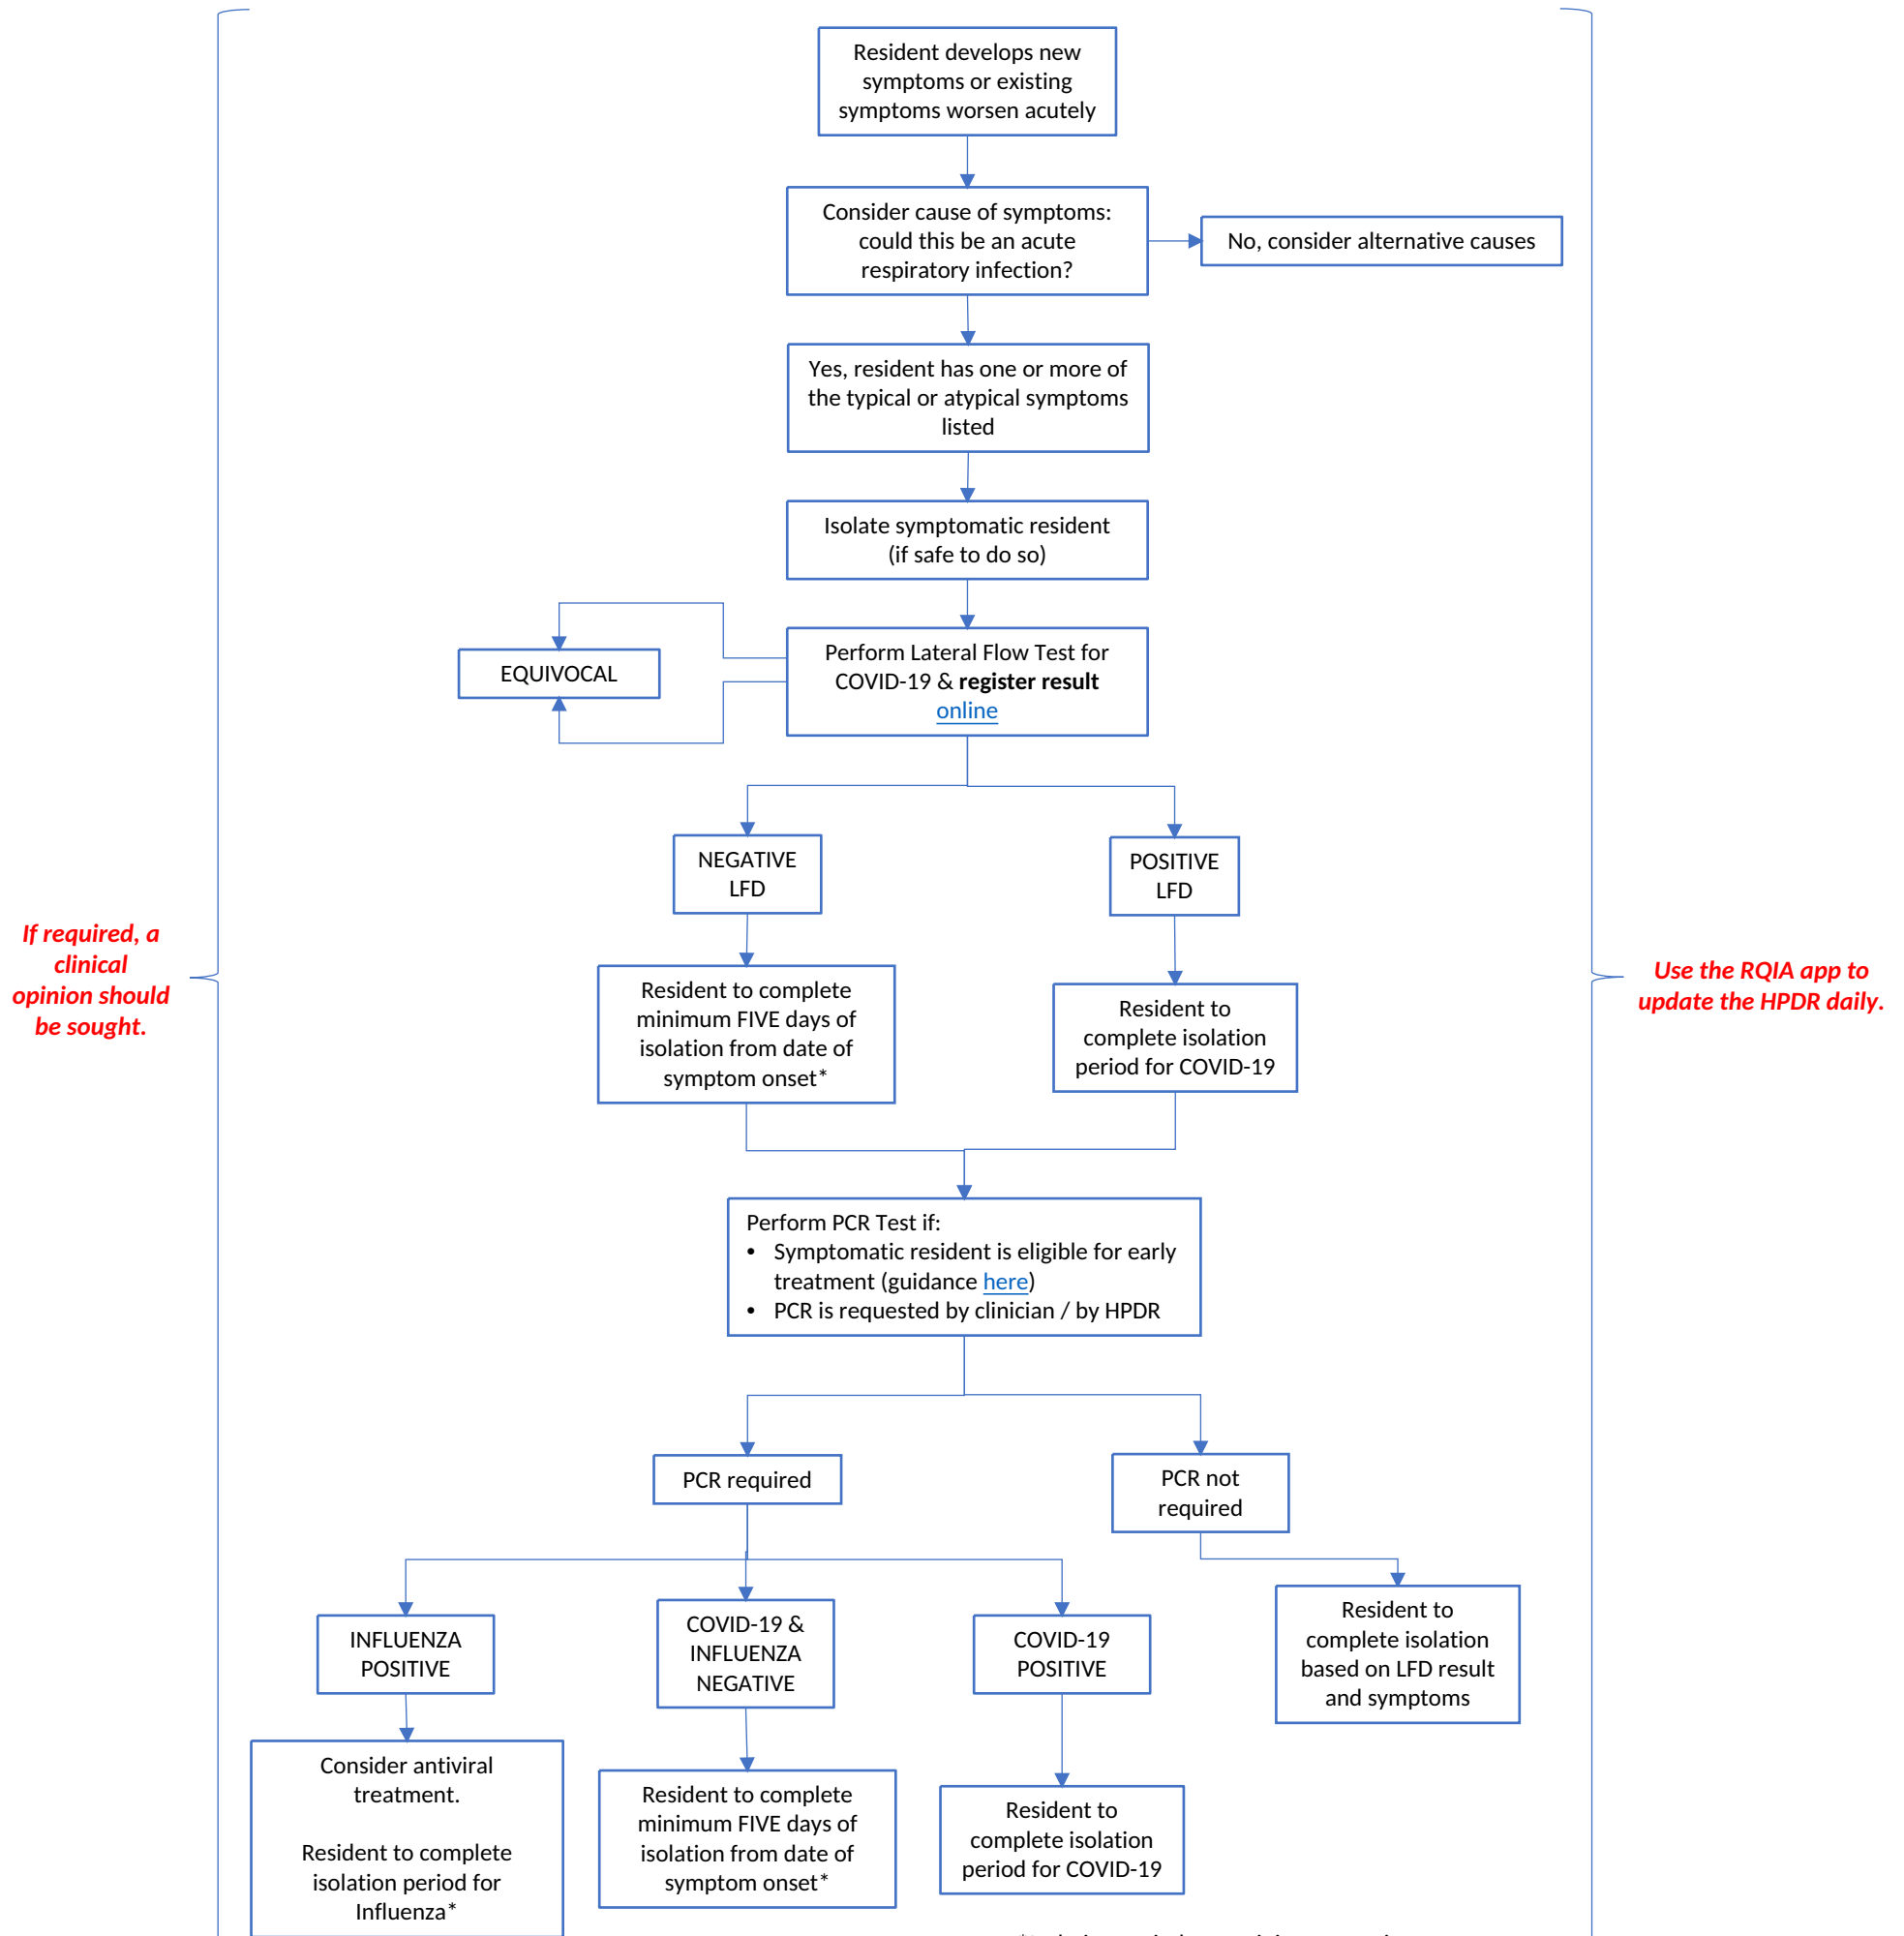 Resident develops new
symptoms or existing
symptoms worsen acutely
Consider cause of symptoms:
could this be an acute
respiratory infection?
No, consider alternative causes
Yes, resident has one or more of
the typical or atypical symptoms
listed
Isolate symptomatic resident
(if safe to do so)
EQUIVOCAL
Perform Lateral Flow Test for
COVID-19 & register result
online
NEGATIVE
LFD
POSITIVE
LFD
If required, a
clinical
opinion should
be sought.
Resident to complete
minimum FIVE days of
isolation from date of
symptom onset*
Resident to
complete isolation
period for COVID-19
Use the RQIA app to
update the HPDR daily.
Perform PCR Test if:
• Symptomatic resident is eligible for early
treatment (guidance here)
• PCR is requested by clinician / by HPDR
PCR required
PCR not
required
INFLUENZA
POSITIVE
COVID-19 &
INFLUENZA
NEGATIVE
COVID-19
POSITIVE
Resident to
complete isolation
based on LFD result
and symptoms
Consider antiviral
treatment.
Resident to complete
isolation period for
Influenza*
Resident to complete
minimum FIVE days of
isolation from date of
symptom onset*
Resident to
complete isolation
period for COVID-19